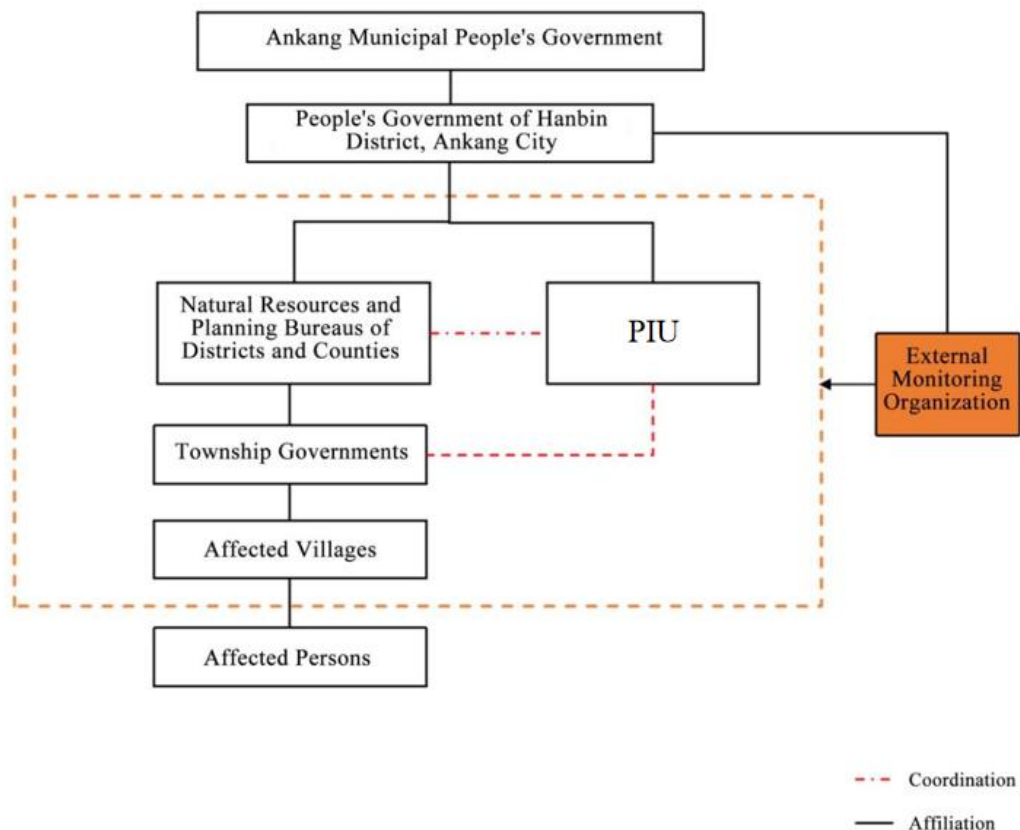 Ankang Municipal People's Government
People's Government of Hanbin
District, Ankang City
Natural Resources and
Planning Bureaus of
Districts and Counties
PIU
External
Monitoring
Organization
Township Governments
Affected Villages
Affected Persons
Coordination
Affiliation